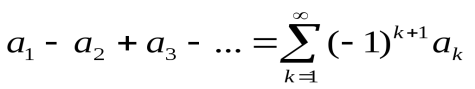 a₁ - a₂ + a₃ - ... = ∑_{k=1}^{∞} (-1)^{k+1} a_k